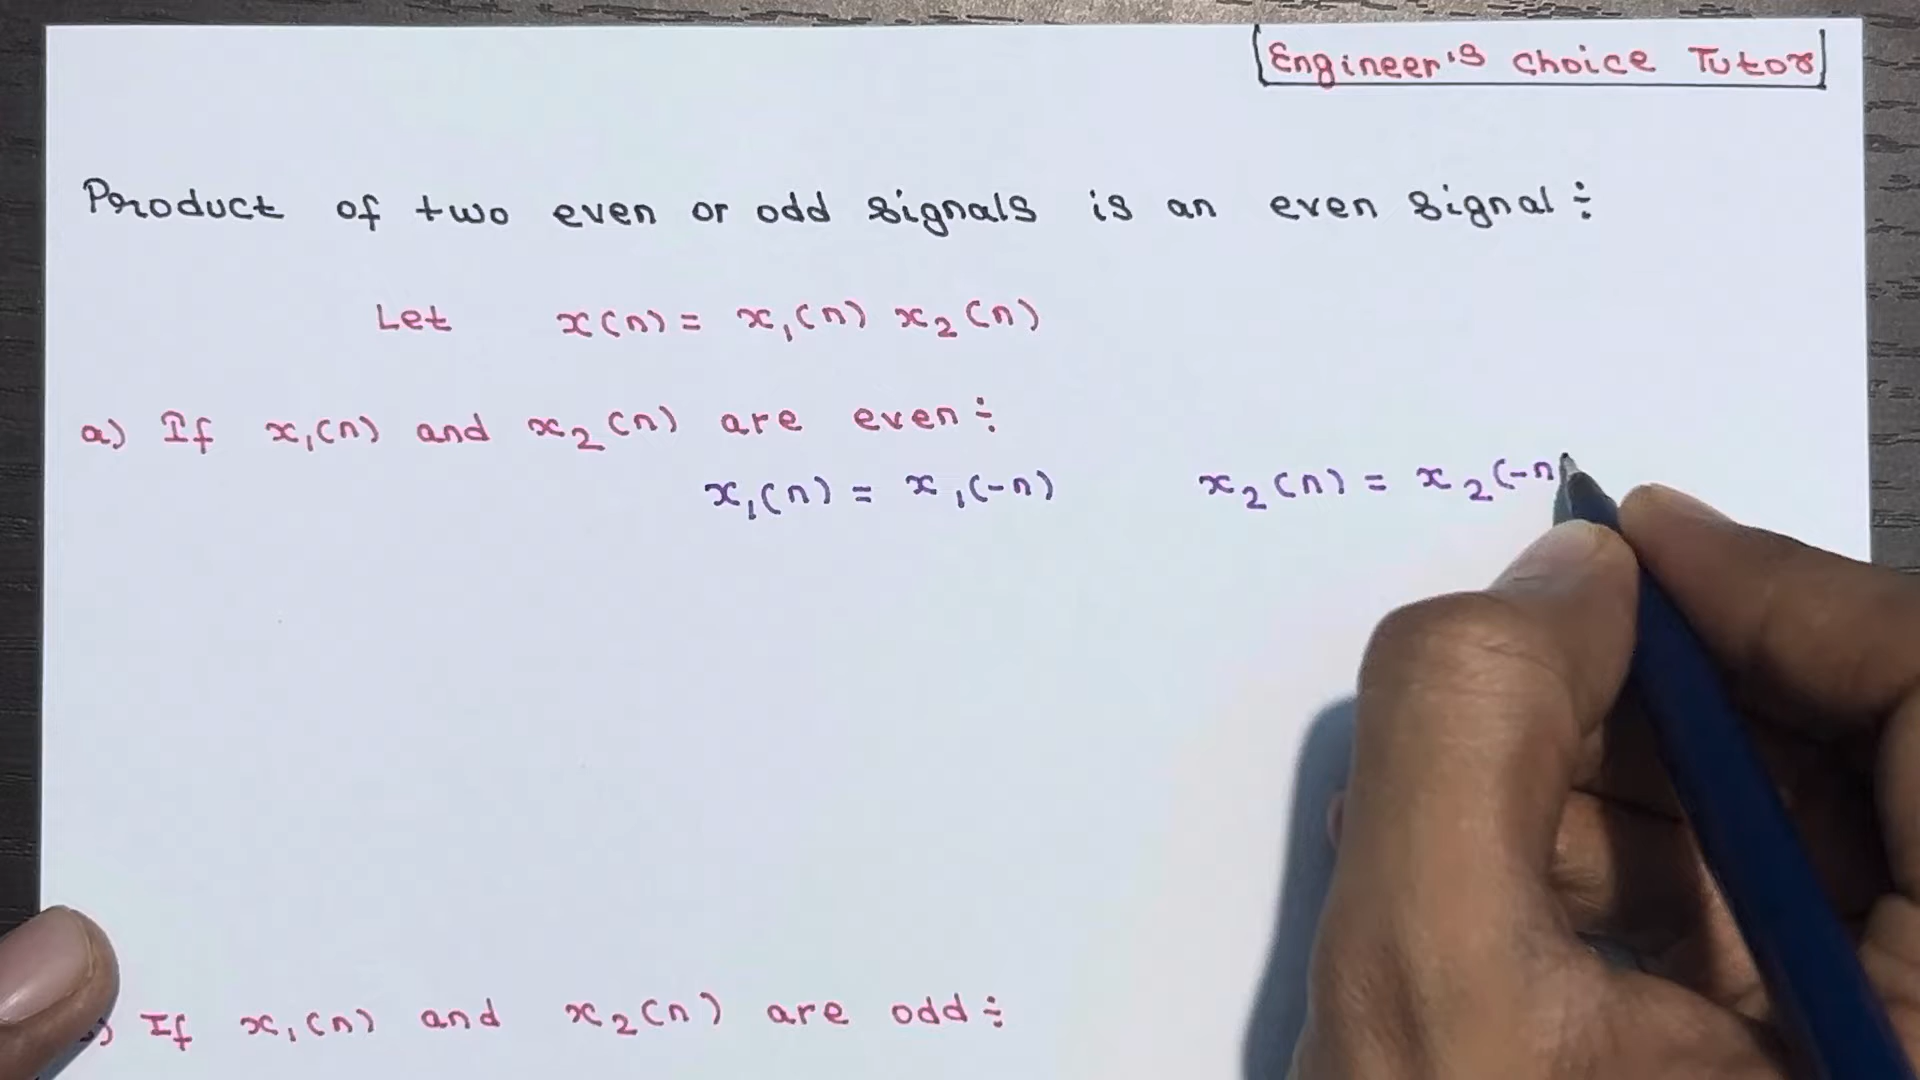 Engineer's Choice Tutor
Product of two even or odd signals is an even signal ÷
Let x(n) = x₁(n) x₂(n)
a) If x₁(n) and x₂(n) are even ÷
x₁(n) = x₁(-n) x₂(n) = x₂(-n
) If x₁(n) and x₂(n) are odd ÷